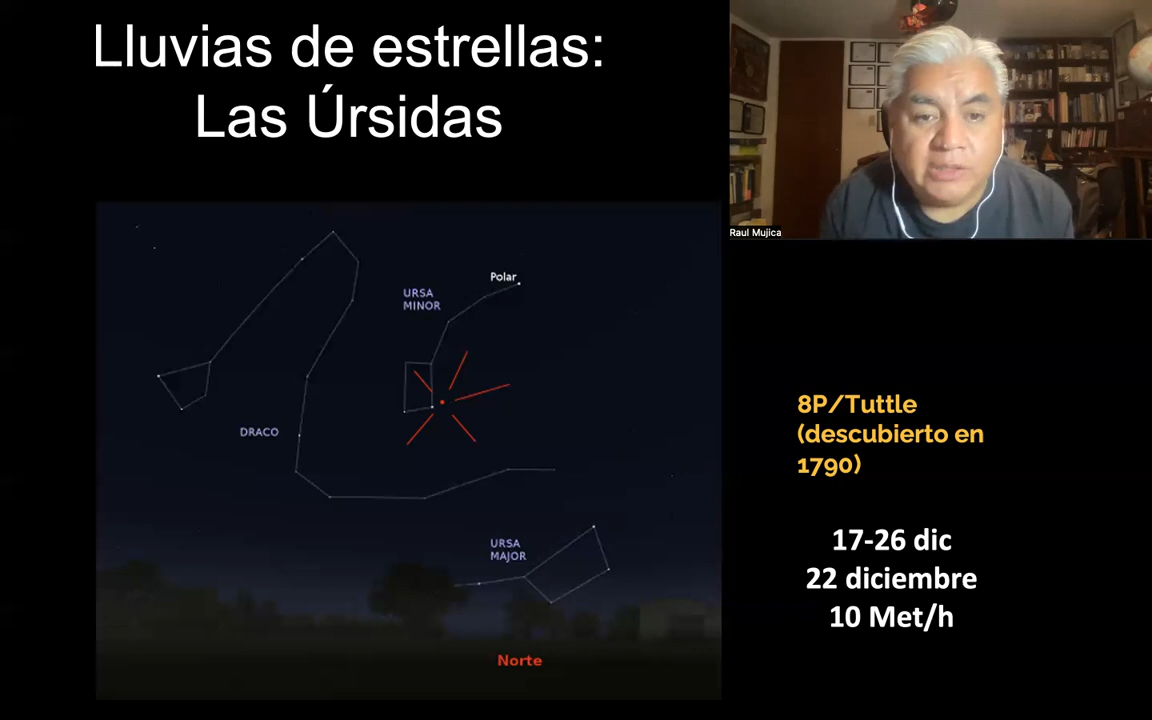 Lluvias de estrellas:
Las Úrsidas
Raul Mujica
Polar
URSA
MINOR
DRACO
URSA
MAJOR
Norte
8P/Tuttle
(descubierto en
1790)
17-26 dic
22 diciembre
10 Met/h